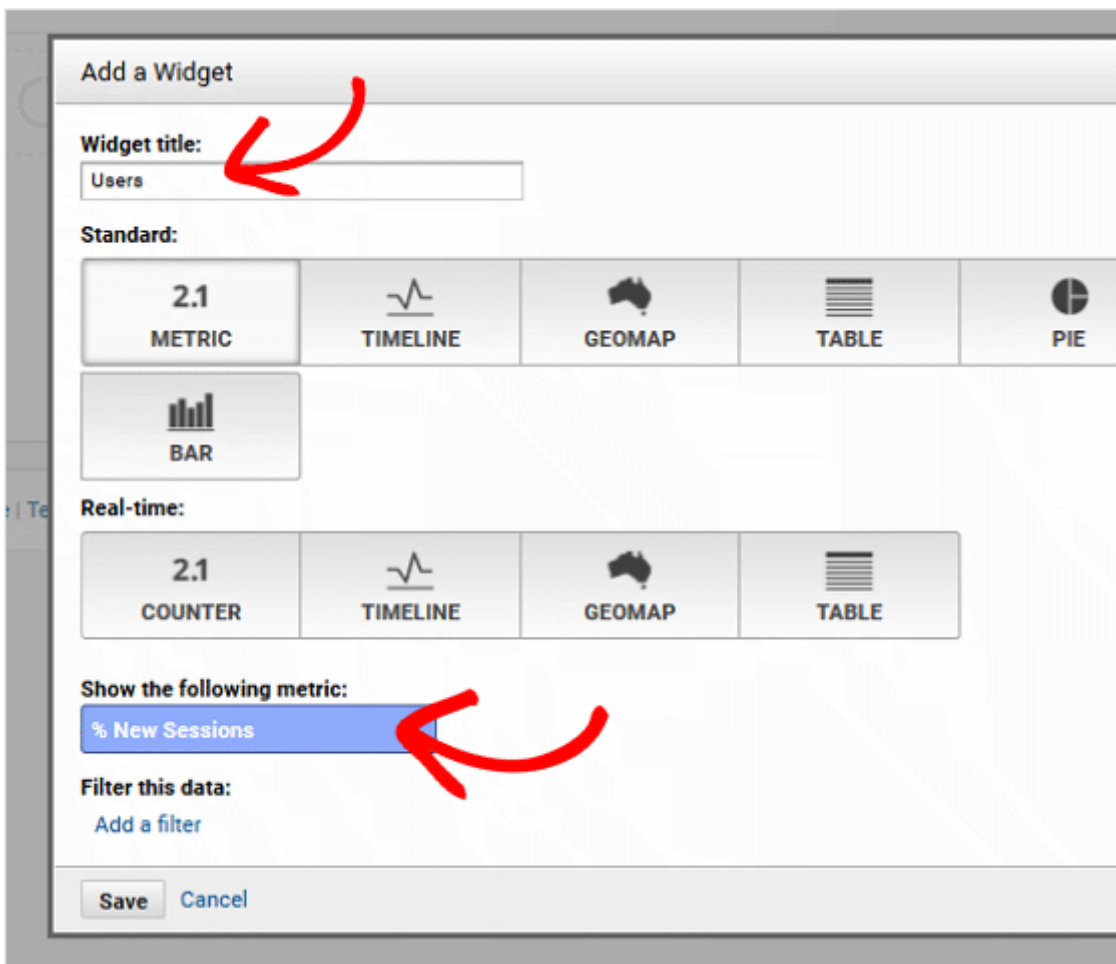 Add a Widget
Widget title:
Users
Standard:
2.1
METRIC
TIMELINE
GEOMAP
TABLE
PIE
BAR
| Te
Real-time:
2.1
COUNTER
TIMELINE
GEOMAP
TABLE
Show the following metric:
% New Sessions
Filter this data:
Add a filter
Save
Cancel